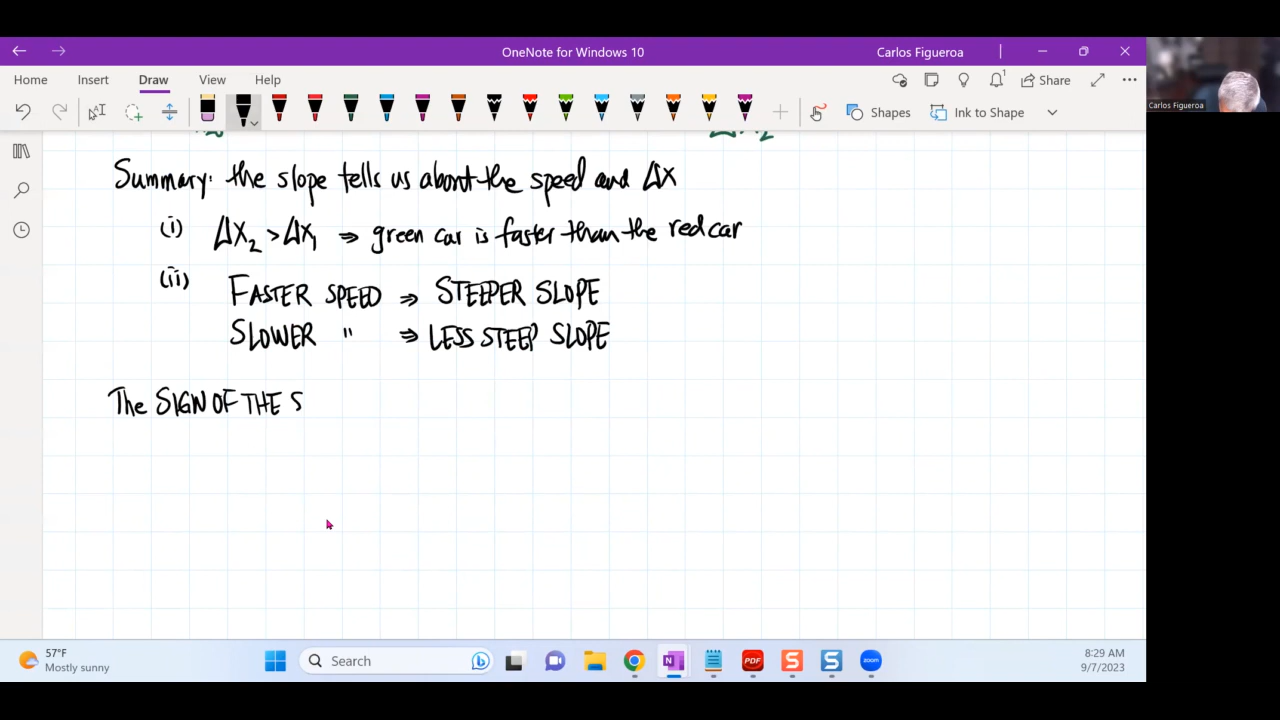 OneNote for Windows 10
Carlos Figueroa
Home Insert Draw View Help
1 Share
Shapes Ink to Shape
Carlos Figueroa
Summary: the slope tells us about the speed and Δx
(i) Δx₂ > Δx₁ ⇒ green car is faster than the red car
(ii) FASTER SPEED ⇒ STEEPER SLOPE
SLOWER " ⇒ LESS STEEP SLOPE
The SIGN OF THE S
57°F
Mostly sunny
Search
PDF
S
S
zoom
8:29 AM
9/7/2023